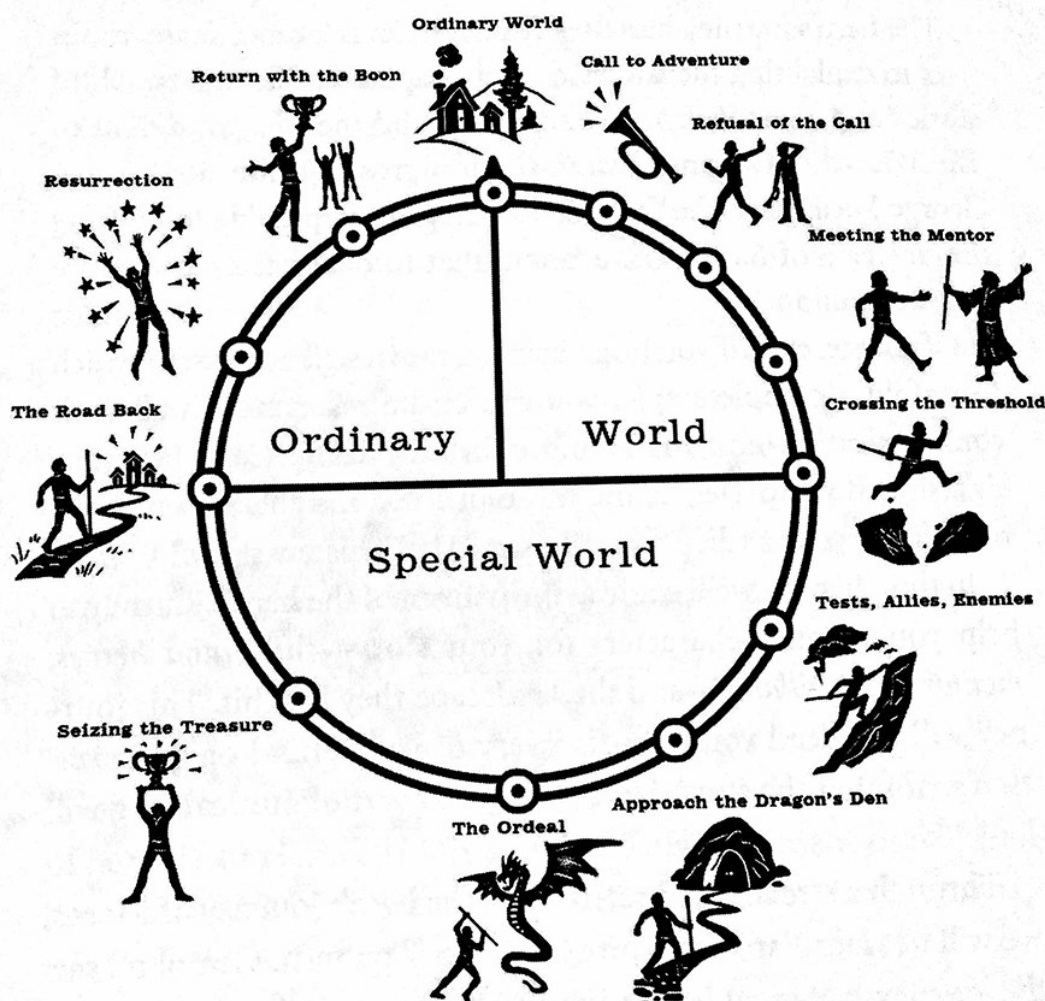 Ordinary World
Call to Adventure
Refusal of the Call
Meeting the Mentor
Crossing the Threshold
Tests, Allies, Enemies
Approach the Dragon's Den
The Ordeal
Seizing the Treasure
The Road Back
Resurrection
Return with the Boon
Ordinary World
Special World